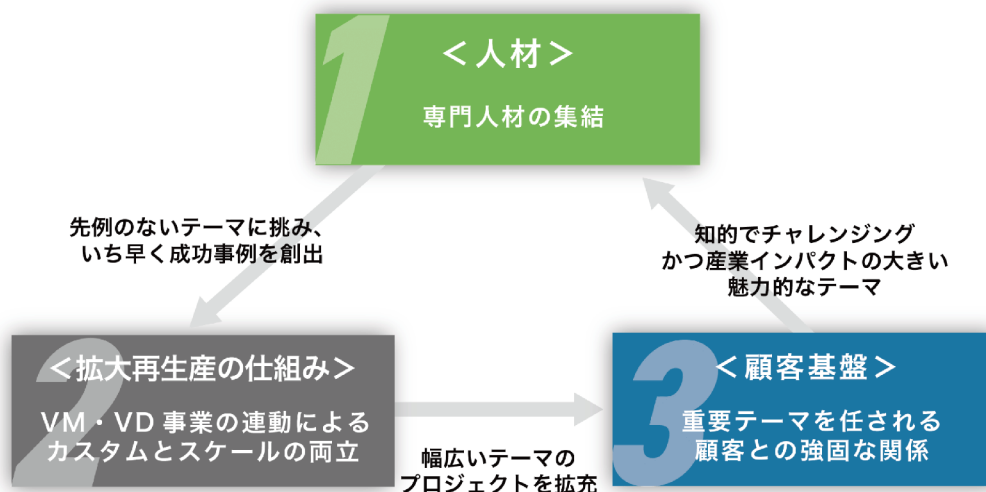 1
＜人材＞
専門人材の集結
先例のないテーマに挑み、
いち早く成功事例を創出
知的でチャレンジング
かつ産業インパクトの大きい
魅力的なテーマ
2
＜拡大再生産の仕組み＞
VM・VD事業の連動による
カスタムとスケールの両立
幅広いテーマの
プロジェクトを拡充
3
＜顧客基盤＞
重要テーマを任される
顧客との強固な関係